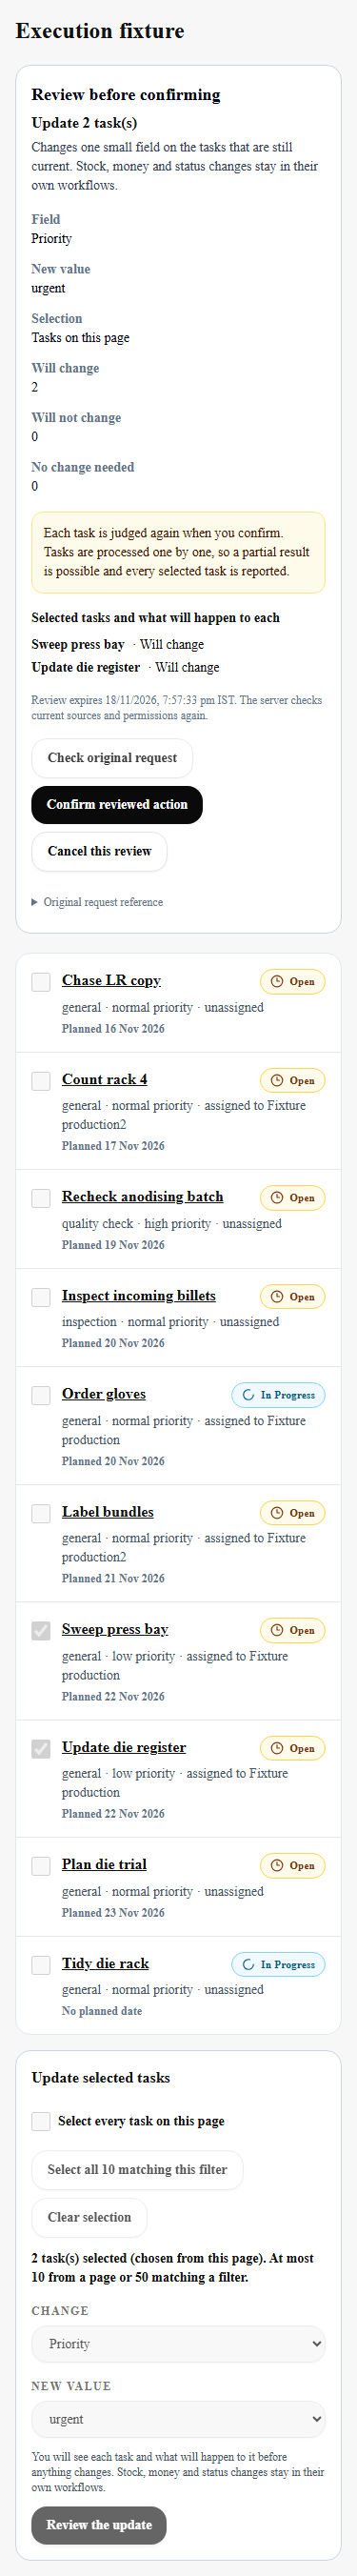 Execution fixture
Review before confirming
Update 2 task(s)
Changes one small field on the tasks that are still
current. Stock, money and status changes stay in their
own workflows.
Field
Priority
New value
urgent
Selection
Tasks on this page
Will change
2
Will not change
0
No change needed
0
Each task is judged again when you confirm.
Tasks are processed one by one, so a partial result
is possible and every selected task is reported.
Selected tasks and what will happen to each
Sweep press bay · Will change
Update die register · Will change
Review expires 18/11/2026, 7:57:33 pm IST. The server checks
current sources and permissions again.
Check original request
Confirm reviewed action
Cancel this review
Original request reference
Chase LR copy Open
general · normal priority · unassigned
Planned 16 Nov 2026
Count rack 4 Open
general · normal priority · assigned to Fixture
production2
Planned 17 Nov 2026
Recheck anodising batch Open
quality check · high priority · unassigned
Planned 19 Nov 2026
Inspect incoming billets Open
inspection · normal priority · unassigned
Planned 20 Nov 2026
Order gloves In Progress
general · normal priority · assigned to Fixture
production
Planned 20 Nov 2026
Label bundles Open
general · normal priority · assigned to Fixture
production2
Planned 21 Nov 2026
Sweep press bay Open
general · low priority · assigned to Fixture
production
Planned 22 Nov 2026
Update die register Open
general · low priority · assigned to Fixture
production
Planned 22 Nov 2026
Plan die trial Open
general · normal priority · unassigned
Planned 23 Nov 2026
Tidy die rack In Progress
general · normal priority · unassigned
No planned date
Update selected tasks
Select every task on this page
Select all 10 matching this filter
Clear selection
2 task(s) selected (chosen from this page). At most
10 from a page or 50 matching a filter.
CHANGE
Priority
NEW VALUE
urgent
You will see each task and what will happen to it before
anything changes. Stock, money and status changes stay in their
own workflows.
Review the update